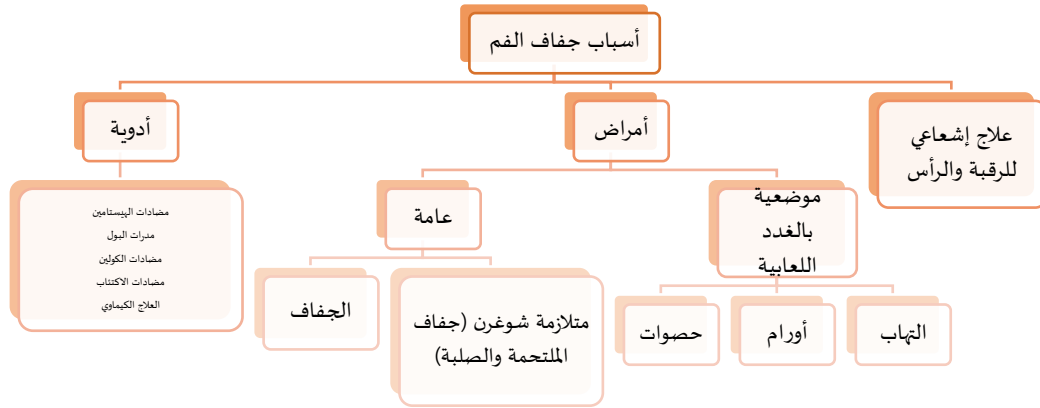 أسباب جفاف الفم
علاج إشعاعي
للرقبة والرأس
أمراض
أدوية
موضعية
بالغدد
اللعابية
عامة
مضادات الهيستامين
مدرات البول
مضادات الكولين
مضادات الاكتئاب
العلاج الكيماوي
التهاب
أورام
حصوات
متلازمة شوغرن (جفاف
الملتحمة والصلبة)
الجفاف